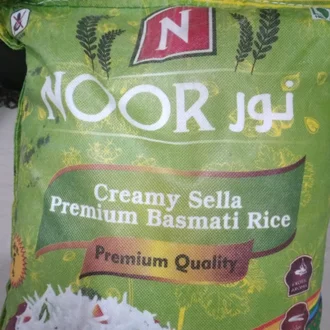 N
NOOR نور
Creamy Sella
Premium Basmati Rice
Premium Quality